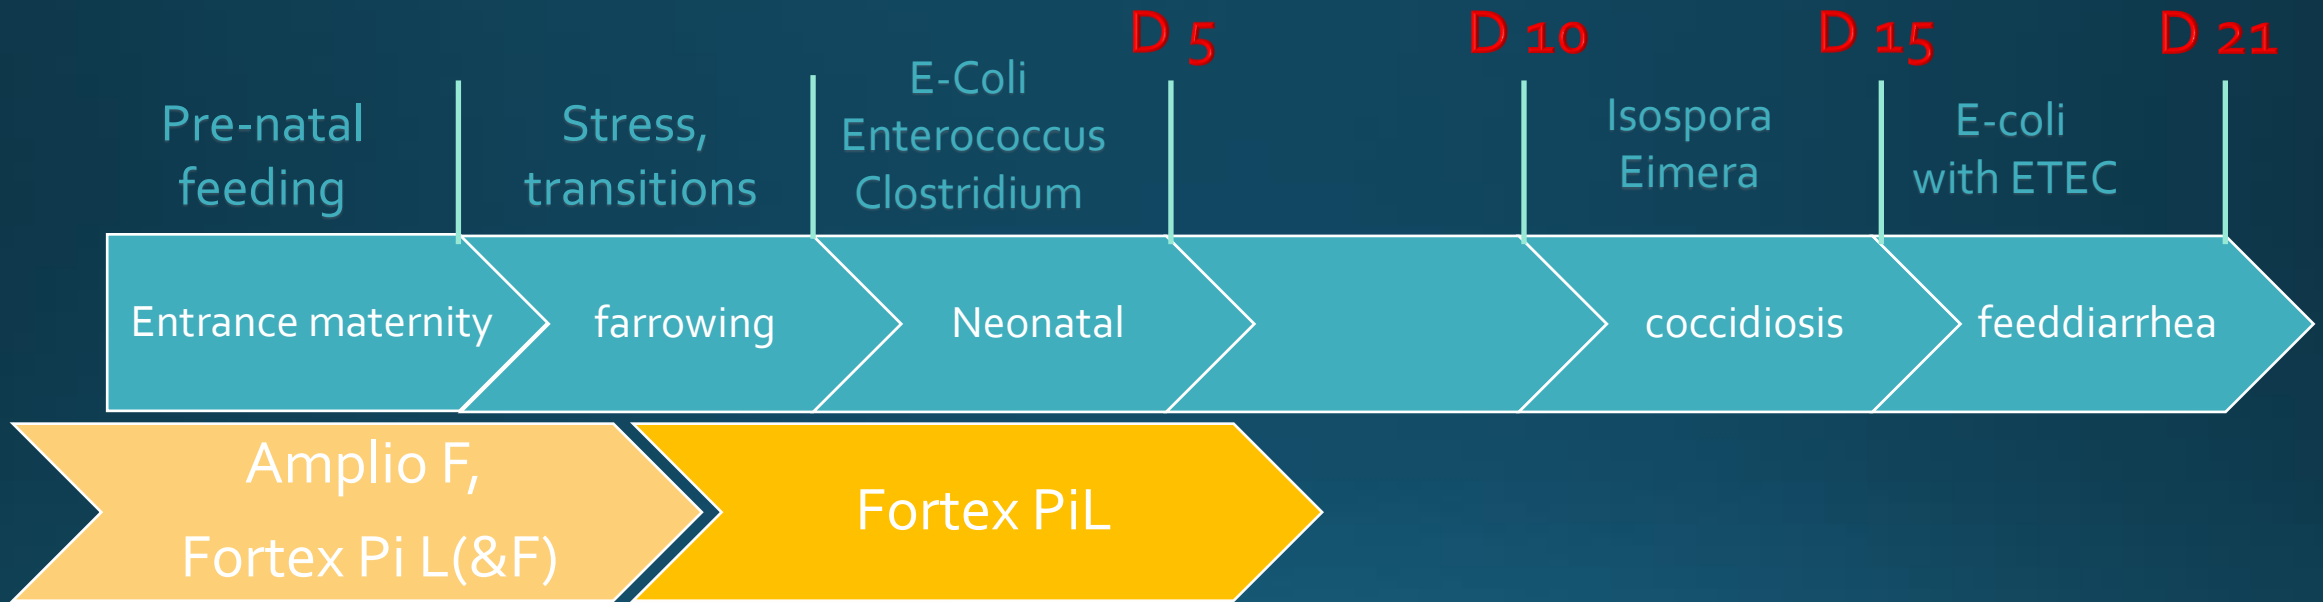 D 5
D 10
D 15
D 21
Pre-natal
feeding
Stress,
transitions
E-Coli
Enterococcus
Clostridium
Isospora
Eimera
E-coli
with ETEC
Entrance maternity
farrowing
Neonatal
coccidiosis
feeddiarrhea
Amplio F,
Fortex Pi L(&F)
Fortex PiL